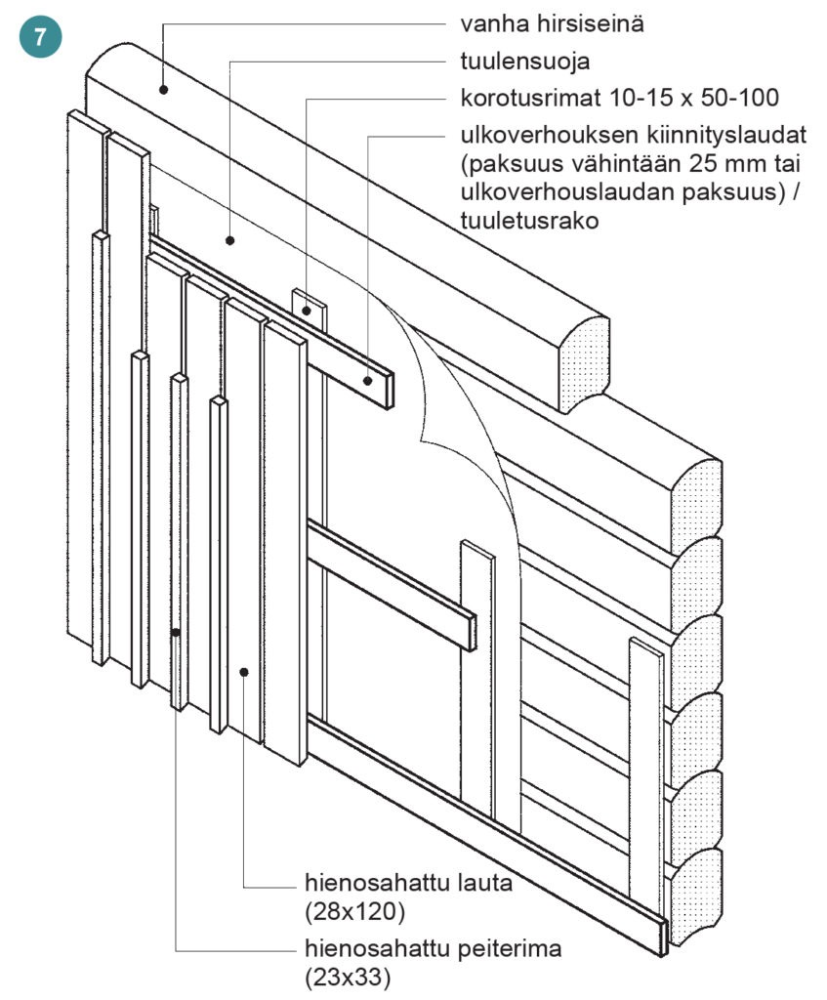 7
vanha hirsiseinä
tuulensuoja
korotusrimat 10-15 x 50-100
ulkoverhouksen kiinnityslaudat
(paksuus vähintään 25 mm tai
ulkoverhouslaudan paksuus) /
tuuletusrako
hienosahattu lauta
(28x120)
hienosahattu peiterima
(23x33)